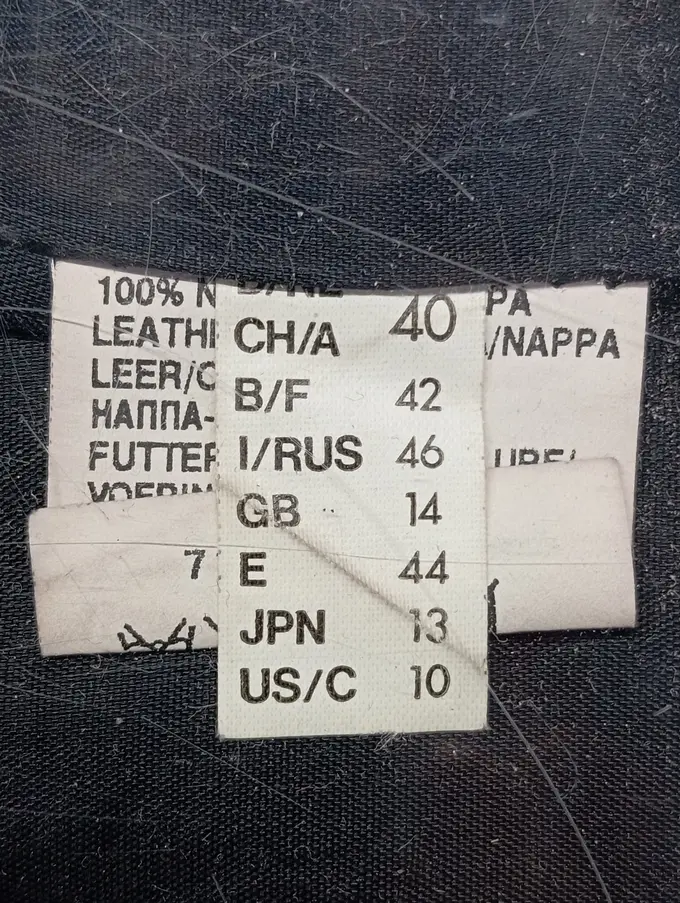 100%
PA
LEATH
/NAPPA
LEER/
НАППА-
FUTTER
CH/A 40
B/F 42
I/RUS 46
GB 14
E 44
JPN 13
US/C 10
7